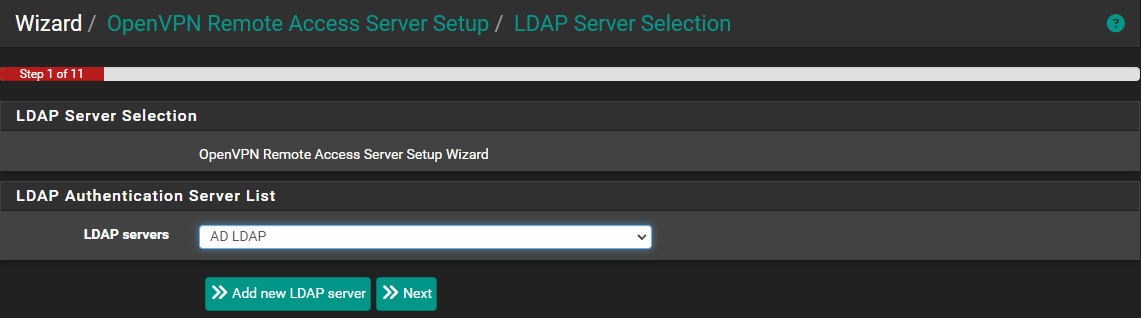 Wizard / OpenVPN Remote Access Server Setup / LDAP Server Selection ?
Step 1 of 11
LDAP Server Selection
OpenVPN Remote Access Server Setup Wizard
LDAP Authentication Server List
LDAP servers AD LDAP
Add new LDAP server Next